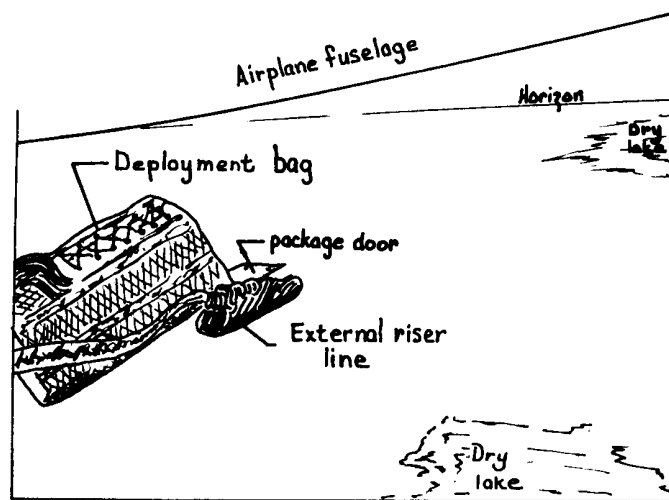 Airplane fuselage
Horizon
Dry
lake
Deployment bag
package door
External riser
line
Dry
lake